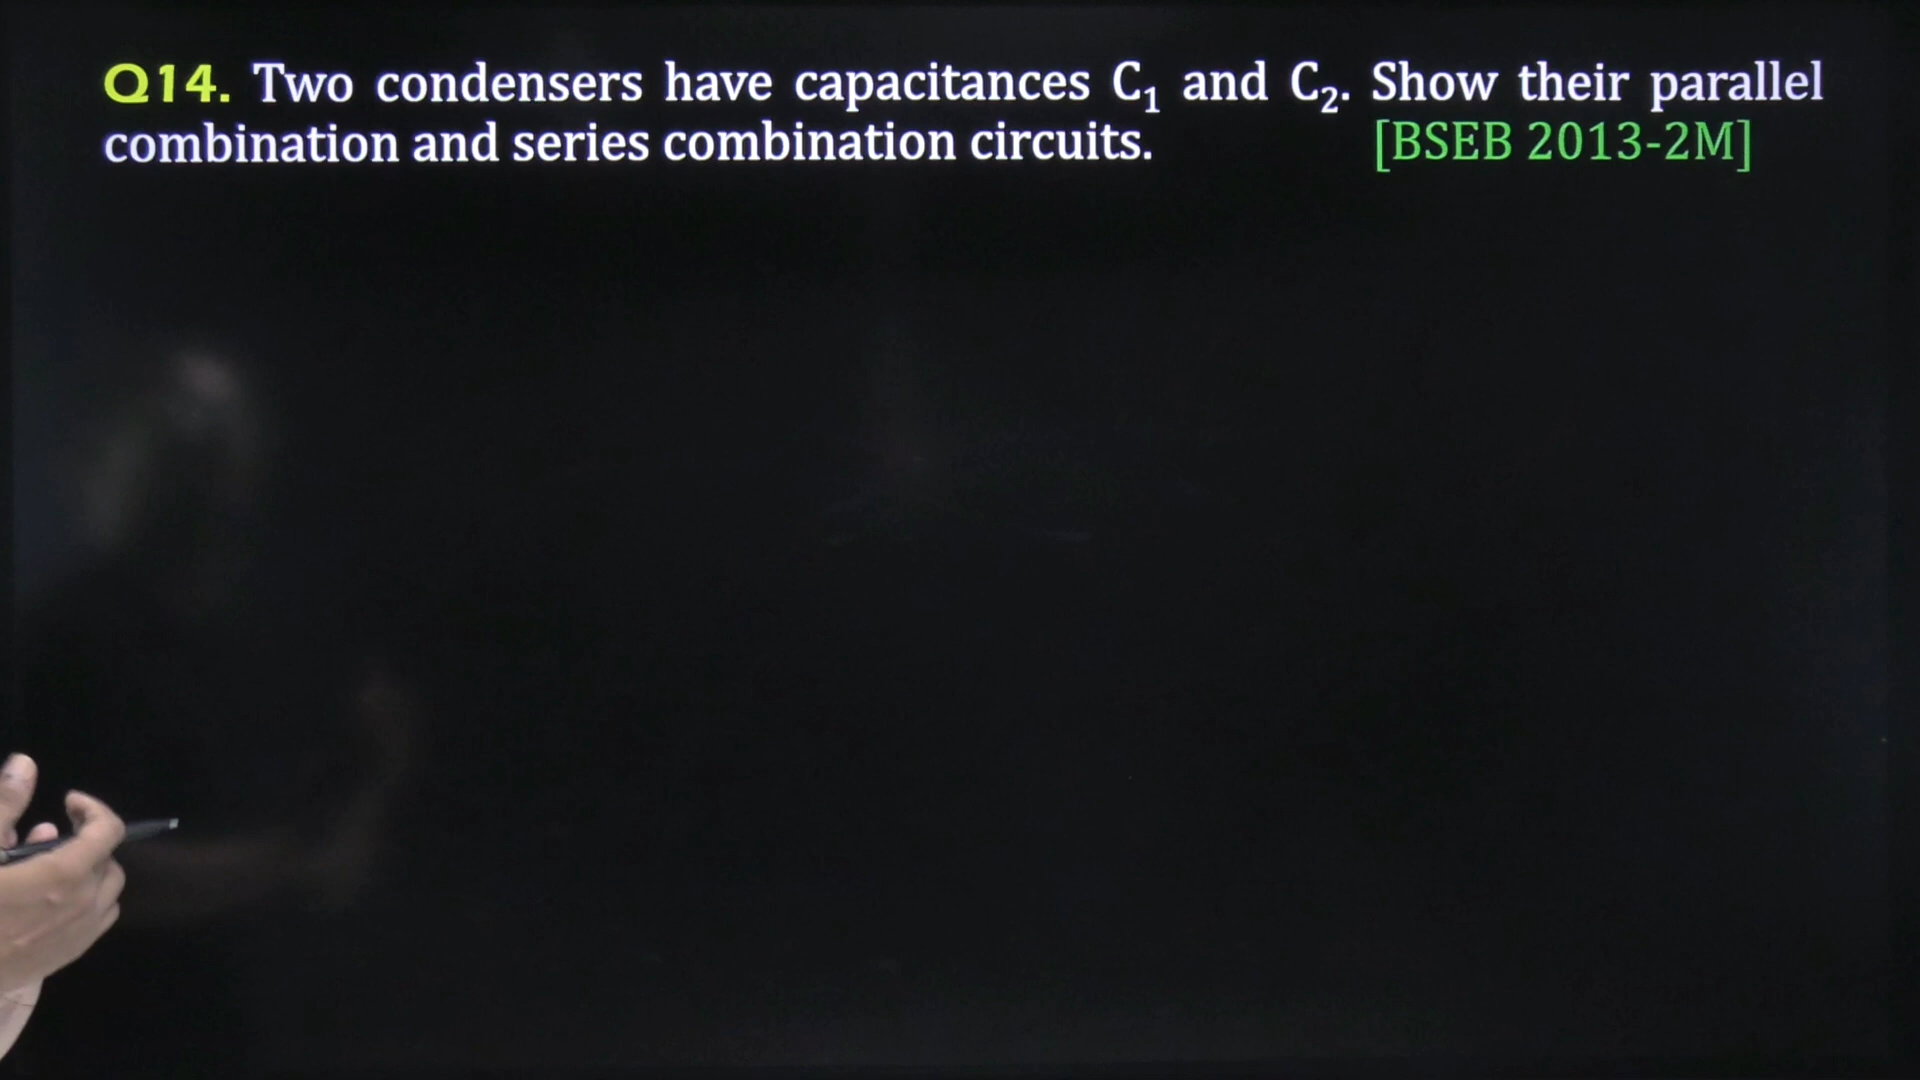 Q14. Two condensers have capacitances C₁ and C₂. Show their parallel
combination and series combination circuits. [BSEB 2013-2M]